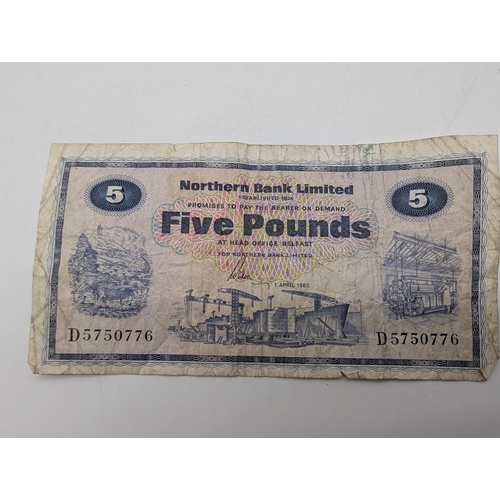 5 Northern Bank Limited 5
ESTABLISHED 1824
PROMISES TO PAY THE BEARER ON DEMAND
Five Pounds
AT HEAD OFFICE BELFAST
FOR NORTHERN BANK LIMITED
1 APRIL 1982
D5750776 D5750776